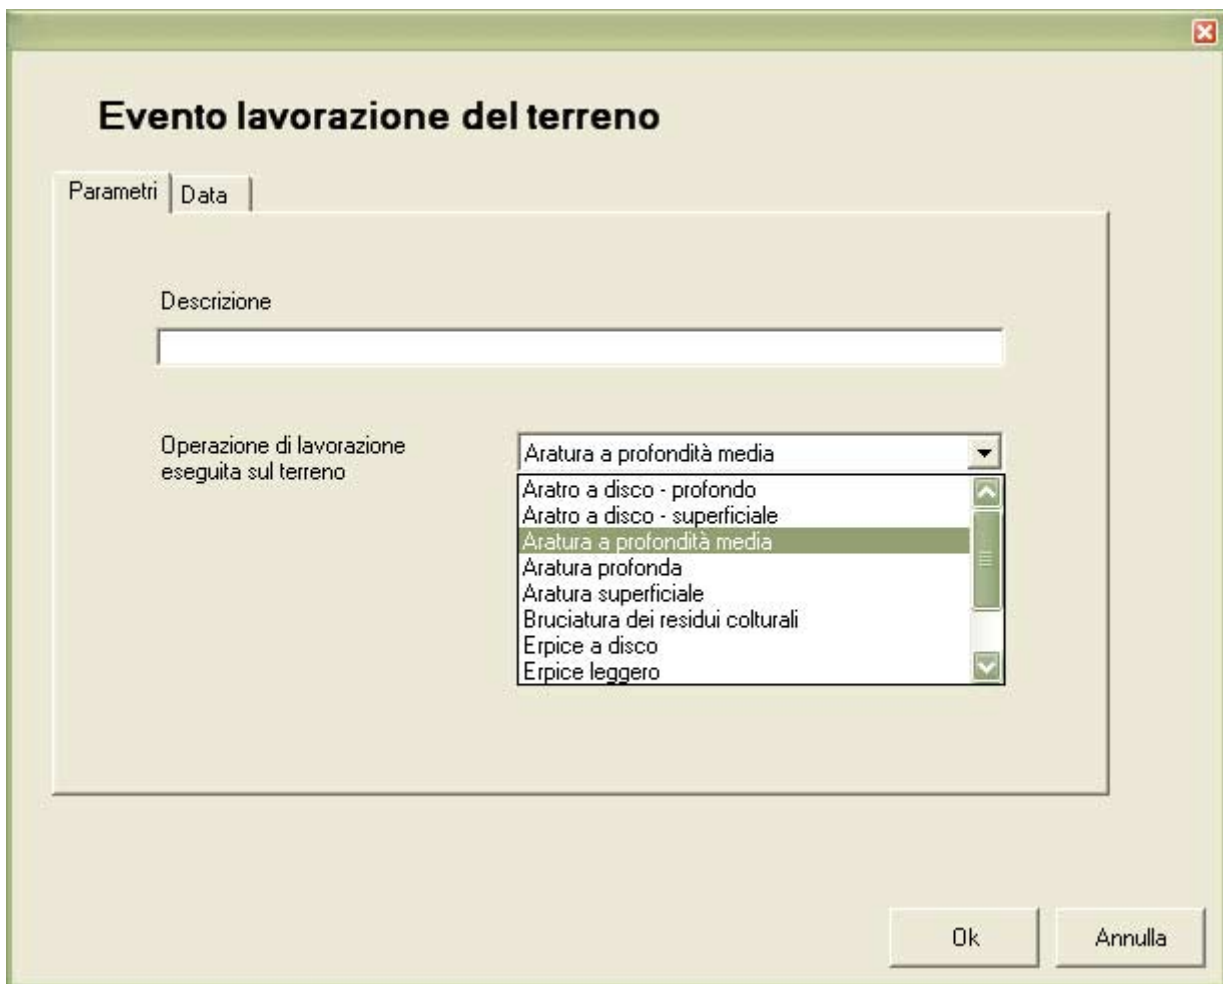 Evento lavorazione del terreno
Parametri
Data
Descrizione
Operazione di lavorazione
eseguita sul terreno
Aratura a profondità media
Aratro a disco - profondo
Aratro a disco - superficiale
Aratura a profondità media
Aratura profonda
Aratura superficiale
Bruciatura dei residui colturali
Erpice a disco
Erpice leggero
Ok
Annulla